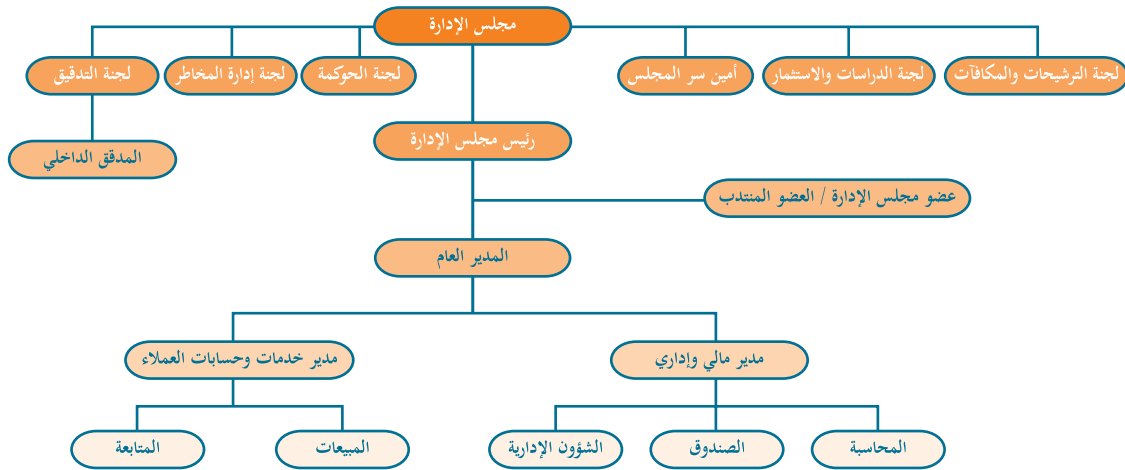 مجلس الإدارة
لجنة الترشيحات والمكافآت
لجنة الدراسات والاستثمار
أمين سر المجلس
لجنة الحوكمة
لجنة إدارة المخاطر
لجنة التدقيق
رئيس مجلس الإدارة
المدقق الداخلي
عضو مجلس الإدارة / العضو المنتدب
المدير العام
مدير مالي وإداري
مدير خدمات وحسابات العملاء
المحاسبة
الصندوق
الشؤون الإدارية
المبيعات
المتابعة